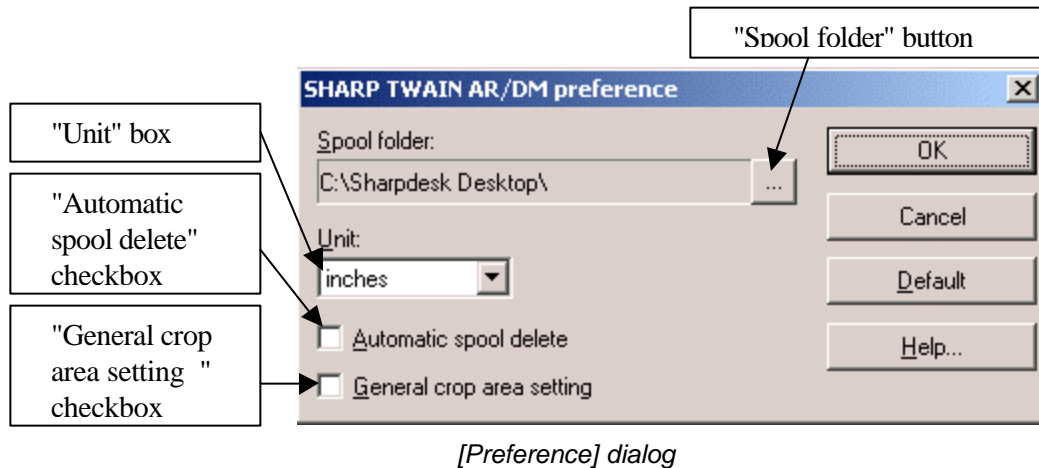 "Spool folder" button
SHARP TWAIN AR/DM preference
"Unit" box
Spool folder:
OK
C:\Sharpdesk Desktop\
...
"Automatic
spool delete"
checkbox
Cancel
Unit:
inches
Default
"General crop
area setting "
checkbox
Automatic spool delete
Help...
General crop area setting
[Preference] dialog